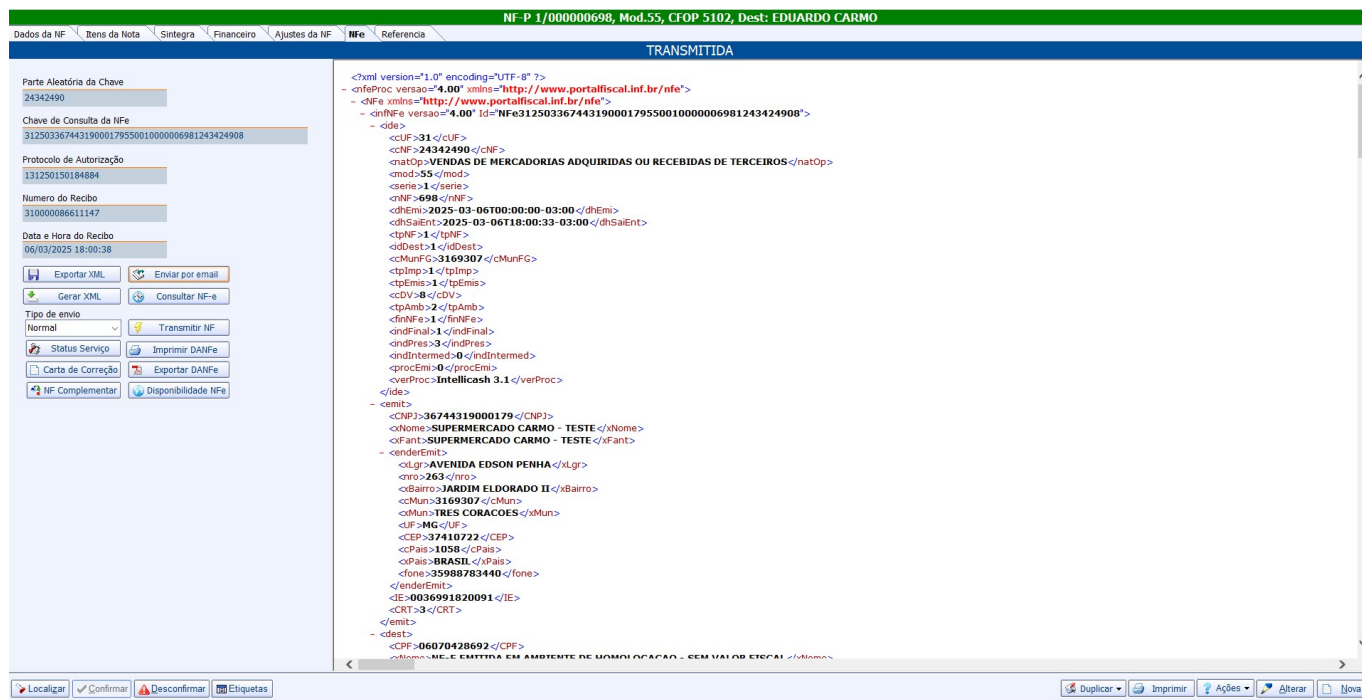 NF-P 1/000000698, Mod.55, CFOP 5102, Dest: EDUARDO CARMO
Dados da NF Itens da Nota Sintegra Financeiro Ajustes da NF NFe Referencia
TRANSMITIDA
Parte Aleatória da Chave
24342490
Chave de Consulta da NFe
31250336744319000179550010000006981243424908
Protocolo de Autorização
131250150184884
Numero do Recibo
310000086611147
Data e Hora do Recibo
06/03/2025 18:00:38
Exportar XML Enviar por email
Gerar XML Consultar NF-e
Tipo de envio
Normal Transmitir NF
Status Serviço Imprimir DANFe
Carta de Correção Exportar DANFe
NF Complementar Disponibilidade NFe
<?xml version="1.0" encoding="UTF-8" ?>
- <nfeProc versao="4.00" xmlns="http://www.portalfiscal.inf.br/nfe">
- <NFe xmlns="http://www.portalfiscal.inf.br/nfe">
- <infNFe versao="4.00" Id="NFe31250336744319000179550010000006981243424908">
- <ide>
<cUF>31</cUF>
<cNF>24342490</cNF>
<natOp>VENDAS DE MERCADORIAS ADQUIRIDAS OU RECEBIDAS DE TERCEIROS</natOp>
<mod>55</mod>
<serie>1</serie>
<nNF>698</nNF>
<dhEmi>2025-03-06T00:00:00-03:00</dhEmi>
<dhSaiEnt>2025-03-06T18:00:33-03:00</dhSaiEnt>
<tpNF>1</tpNF>
<idDest>1</idDest>
<cMunFG>3169307</cMunFG>
<tpImp>1</tpImp>
<tpEmis>1</tpEmis>
<cDV>8</cDV>
<tpAmb>2</tpAmb>
<finNFe>1</finNFe>
<indFinal>1</indFinal>
<indPres>3</indPres>
<indIntermed>0</indIntermed>
<procEmi>0</procEmi>
<verProc>Intellicash 3.1</verProc>
</ide>
- <emit>
<CNPJ>36744319000179</CNPJ>
<xNome>SUPERMERCADO CARMO - TESTE</xNome>
<xFant>SUPERMERCADO CARMO - TESTE</xFant>
- <enderEmit>
<xLgr>AVENIDA EDSON PENHA</xLgr>
<nro>263</nro>
<xBairro>JARDIM ELDORADO II</xBairro>
<cMun>3169307</cMun>
<xMun>TRES CORACOES</xMun>
<UF>MG</UF>
<CEP>37410722</CEP>
<cPais>1058</cPais>
<xPais>BRASIL</xPais>
<fone>35988783440</fone>
</enderEmit>
<IE>0036991820091</IE>
<CRT>3</CRT>
</emit>
- <dest>
<CPF>06070428692</CPF>
<xNome>NF-E EMITIDA EM AMBIENTE DE HOMOLOGACAO - SEM VALOR FISCAL</xNome>
Localizar Confirmar Desconfirmar Etiquetas Duplicar Imprimir Ações Alterar Nova